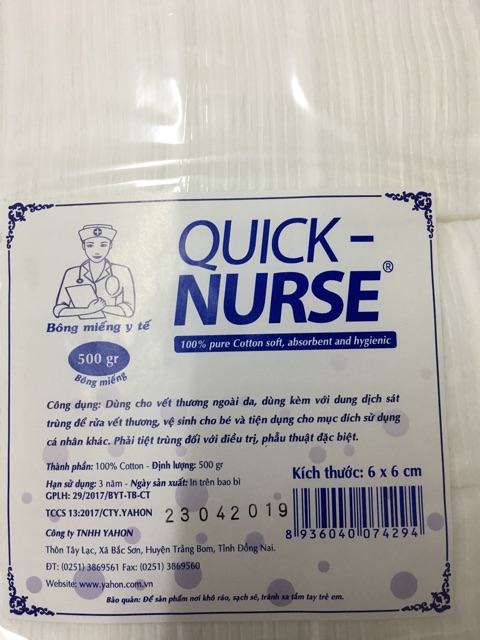 QUICK -
NURSE®
Bông miếng y tế
100% pure Cotton soft, absorbent and hygienic
500 gr
Bông miếng
Công dụng: Dùng cho vết thương ngoài da, dùng kèm với dung dịch sát
trùng để rửa vết thương, vệ sinh cho bé và tiện dụng cho mục đích sử dụng
cá nhân khác. Phải tiệt trùng đối với điều trị, phẫu thuật đặc biệt.
Thành phần: 100% Cotton - Định lượng: 500 gr
Kích thước: 6 x 6 cm
Hạn sử dụng: 3 năm - Ngày sản xuất: In trên bao bì
GPLH: 29/2017/BYT-TB-CT
TCCS 13:2017/CTY.YAHON
23042019
8 936040 074294
Công ty TNHH YAHON
Thôn Tây Lạc, Xã Bắc Sơn, Huyện Trảng Bom, Tỉnh Đồng Nai.
ĐT: (0251) 3869561 Fax: (0251) 3869560
Website: www.yahon.com.vn
Bảo quản: Để sản phẩm nơi khô ráo, sạch sẽ, tránh xa tầm tay trẻ em.